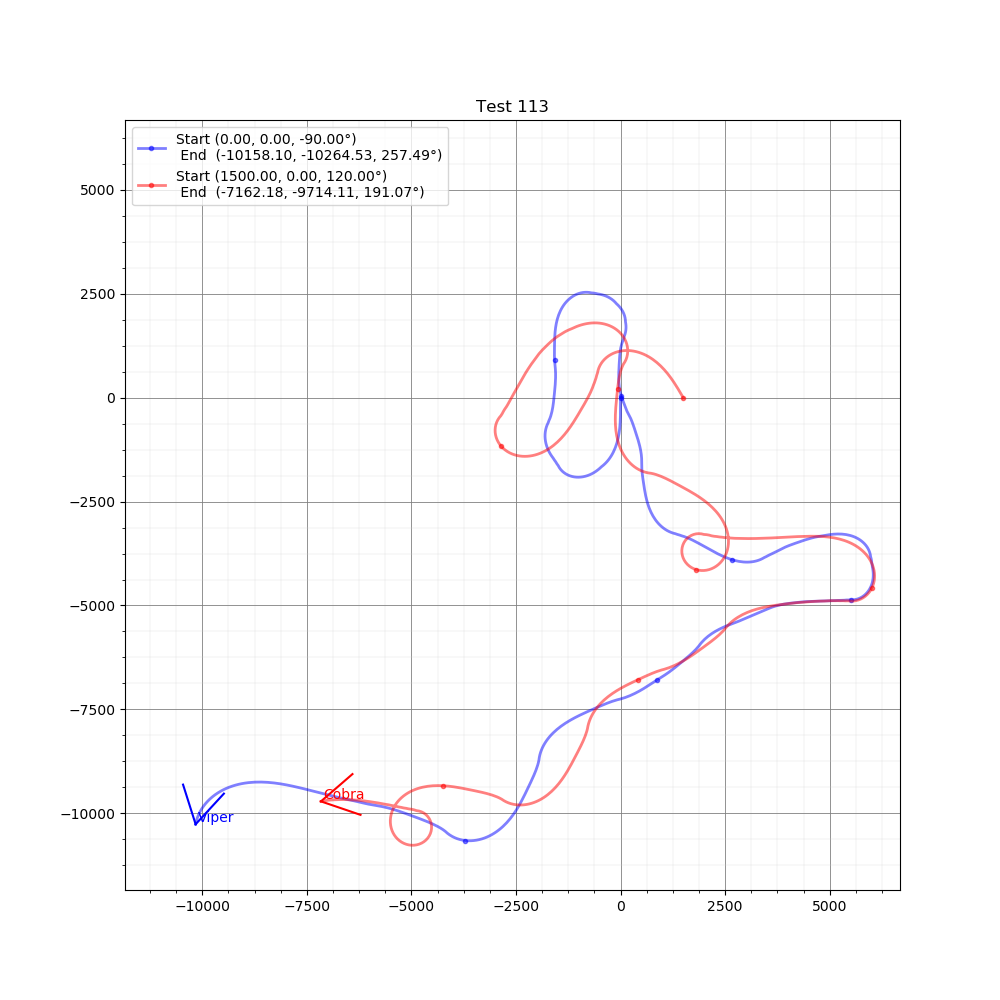 Test 113
Start (0.00, 0.00, -90.00°)
End  (-10158.10, -10264.53, 257.49°)
Start (1500.00, 0.00, 120.00°)
End  (-7162.18, -9714.11, 191.07°)
5000
2500
0
−2500
−5000
−7500
−10000
Cobra
Viper
−10000 −7500 −5000 −2500 0 2500 5000